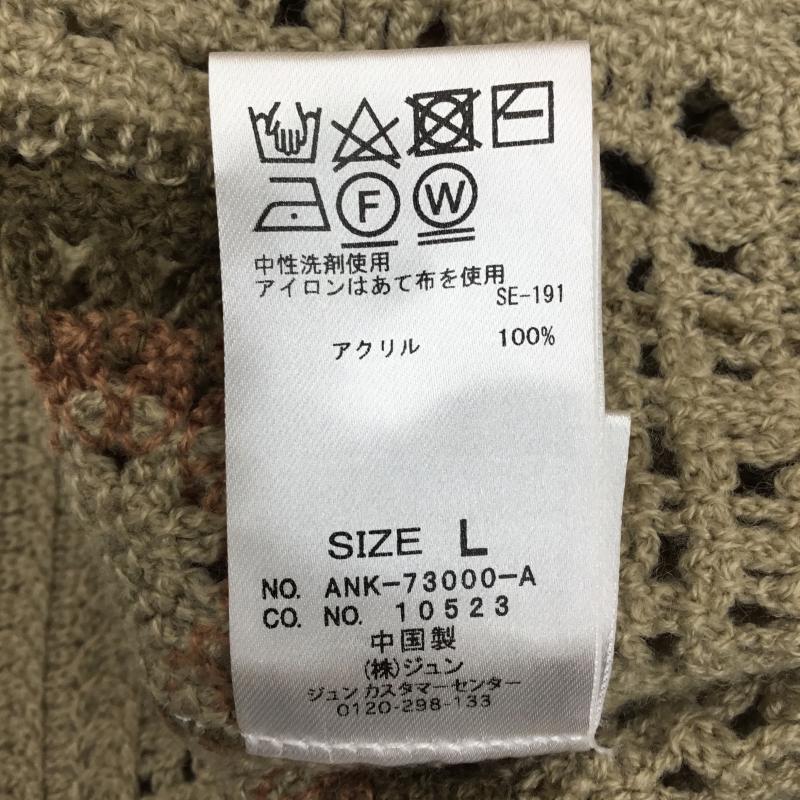 F W
中性洗剤使用
アイロンはあて布を使用
SE-191
アクリル 100%
SIZE L
NO. ANK-73000-A
CO. NO. 10523
中国製
(株)ジュン
ジュン カスタマーセンター
0120-298-133